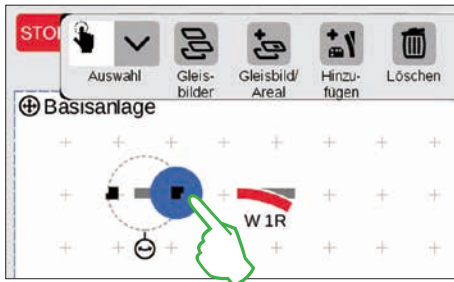 STO
Auswahl
Gleis-
bilder
Gleisbild/
Areal
Hinzu-
fügen
Löschen
Basisanlage
W 1R